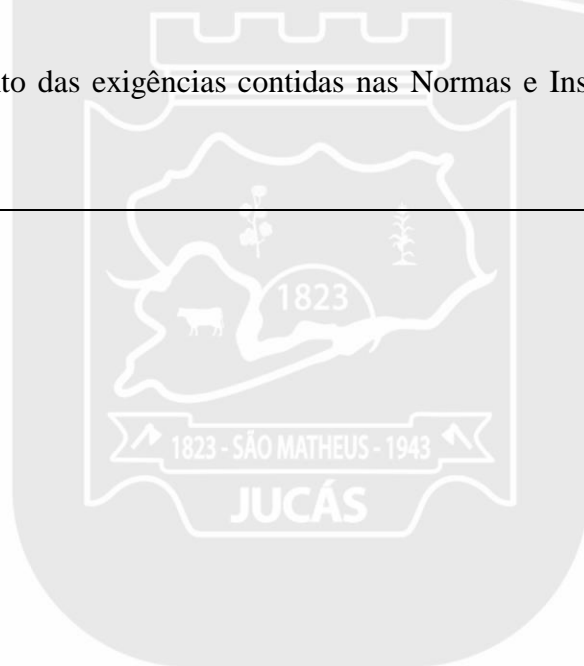 to das exigências contidas nas Normas e Ins
1823
1823 - SÃO MATHEUS - 1943
JUCÁS